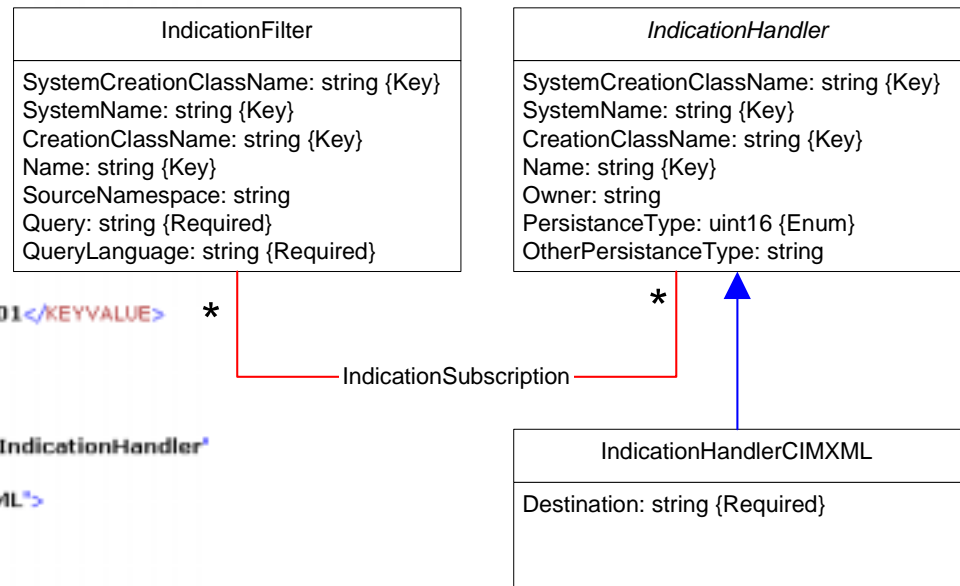 IndicationFilter
SystemCreationClassName: string {Key}
SystemName: string {Key}
CreationClassName: string {Key}
Name: string {Key}
SourceNamespace: string
Query: string {Required}
QueryLanguage: string {Required}
IndicationHandler
SystemCreationClassName: string {Key}
SystemName: string {Key}
CreationClassName: string {Key}
Name: string {Key}
Owner: string
PersistanceType: uint16 {Enum}
OtherPersistanceType: string
01</KEYVALUE>
*
*
IndicationSubscription
IndicationHandler"
ML">
IndicationHandlerCIMXML
Destination: string {Required}